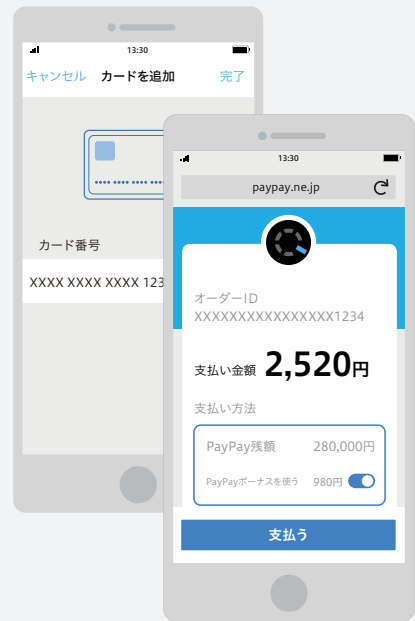 13:30
キャンセル カードを追加 完了
カード番号
XXXX XXXX XXXX 123
13:30
paypay.ne.jp
オーダーID
XXXXXXXXXXXXXXXX1234
支払い金額 2,520円
支払い方法
PayPay残額 280,000円
PayPayボーナスを使う 980円
支払う